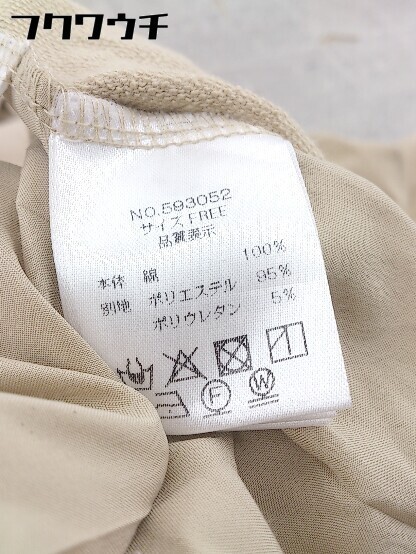 フクワウチ
NO.593052
サイズ FREE
品質表示
本体 綿 100%
別地 ポリエステル 95%
ポリウレタン 5%
F W